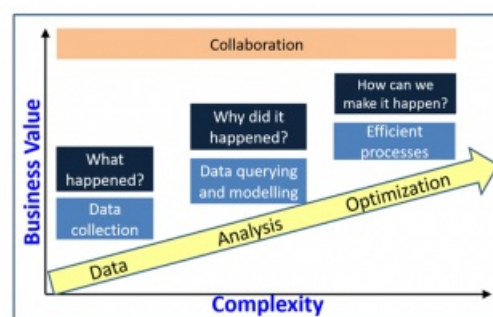 Collaboration
How can we
make it happen?
Why did it
happened?
Efficient
processes
What
happened?
Data querying
and modelling
Data
collection
Data
Analysis
Optimization
Business Value
Complexity